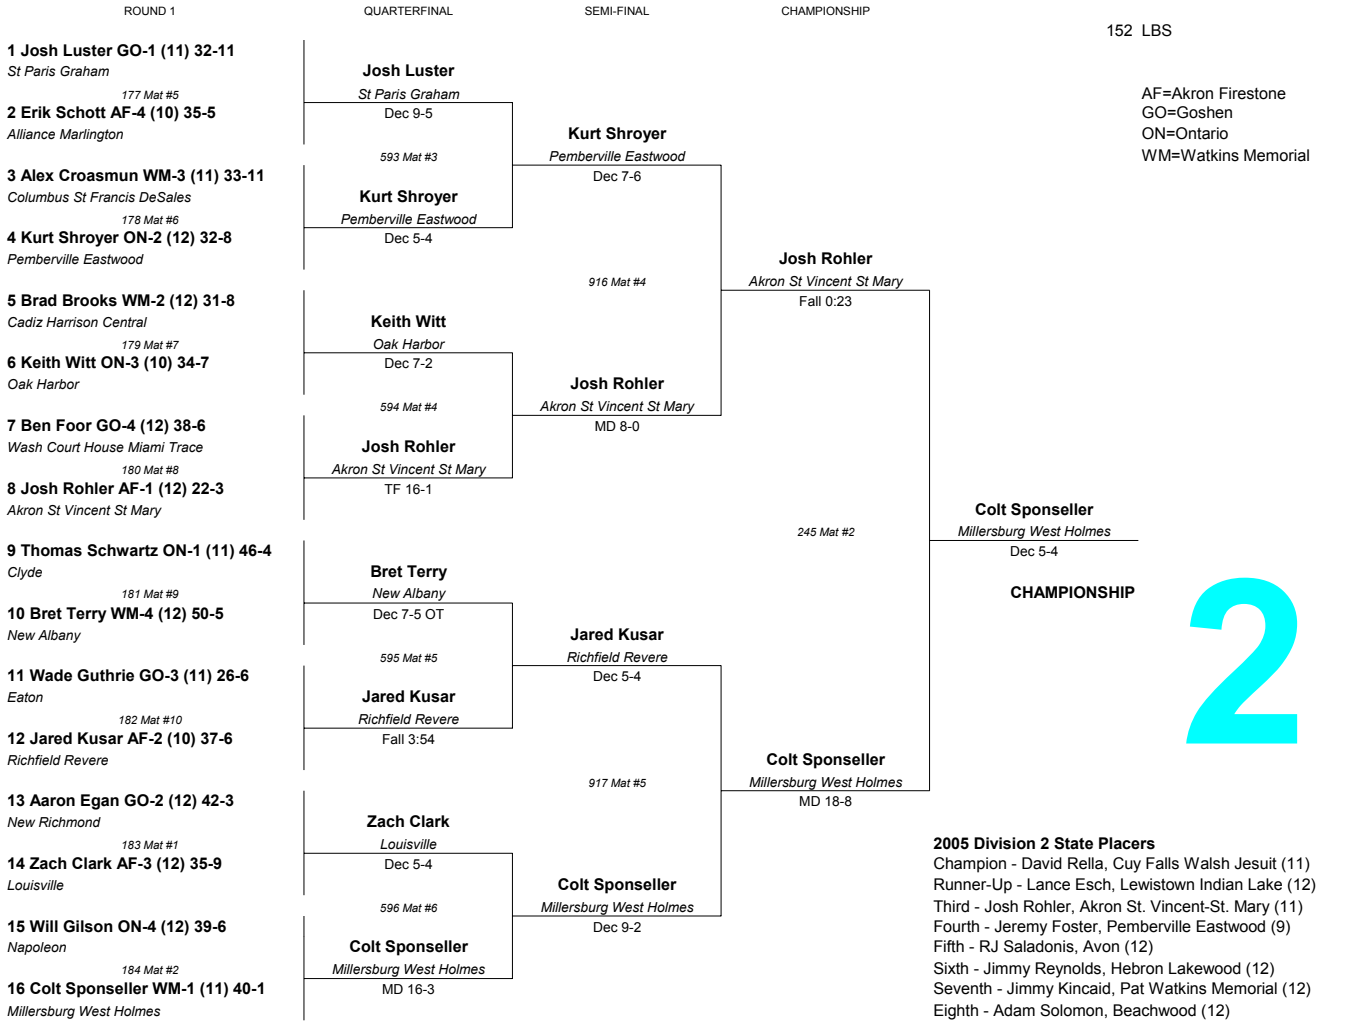 ROUND 1
QUARTERFINAL
SEMI-FINAL
CHAMPIONSHIP
152 LBS
AF=Akron Firestone
GO=Goshen
ON=Ontario
WM=Watkins Memorial
1 Josh Luster GO-1 (11) 32-11
St Paris Graham
177 Mat #5
2 Erik Schott AF-4 (10) 35-5
Alliance Marlington
3 Alex Croasmun WM-3 (11) 33-11
Columbus St Francis DeSales
178 Mat #6
4 Kurt Shroyer ON-2 (12) 32-8
Pemberville Eastwood
5 Brad Brooks WM-2 (12) 31-8
Cadiz Harrison Central
179 Mat #7
6 Keith Witt ON-3 (10) 34-7
Oak Harbor
7 Ben Foor GO-4 (12) 38-6
Wash Court House Miami Trace
180 Mat #8
8 Josh Rohler AF-1 (12) 22-3
Akron St Vincent St Mary
9 Thomas Schwartz ON-1 (11) 46-4
Clyde
181 Mat #9
10 Bret Terry WM-4 (12) 50-5
New Albany
11 Wade Guthrie GO-3 (11) 26-6
Eaton
182 Mat #10
12 Jared Kusar AF-2 (10) 37-6
Richfield Revere
13 Aaron Egan GO-2 (12) 42-3
New Richmond
183 Mat #1
14 Zach Clark AF-3 (12) 35-9
Louisville
15 Will Gilson ON-4 (12) 39-6
Napoleon
184 Mat #2
16 Colt Sponseller WM-1 (11) 40-1
Millersburg West Holmes
Josh Luster
St Paris Graham
Dec 9-5
593 Mat #3
Kurt Shroyer
Pemberville Eastwood
Dec 5-4
Keith Witt
Oak Harbor
Dec 7-2
594 Mat #4
Josh Rohler
Akron St Vincent St Mary
TF 16-1
Bret Terry
New Albany
Dec 7-5 OT
595 Mat #5
Jared Kusar
Richfield Revere
Fall 3:54
Zach Clark
Louisville
Dec 5-4
596 Mat #6
Colt Sponseller
Millersburg West Holmes
MD 16-3
Kurt Shroyer
Pemberville Eastwood
Dec 7-6
916 Mat #4
Josh Rohler
Akron St Vincent St Mary
MD 8-0
Jared Kusar
Richfield Revere
Dec 5-4
917 Mat #5
Colt Sponseller
Millersburg West Holmes
Dec 9-2
Josh Rohler
Akron St Vincent St Mary
Fall 0:23
245 Mat #2
Colt Sponseller
Millersburg West Holmes
MD 18-8
Colt Sponseller
Millersburg West Holmes
Dec 5-4
CHAMPIONSHIP
2
2005 Division 2 State Placers
Champion - David Rella, Cuy Falls Walsh Jesuit (11)
Runner-Up - Lance Esch, Lewistown Indian Lake (12)
Third - Josh Rohler, Akron St. Vincent-St. Mary (11)
Fourth - Jeremy Foster, Pemberville Eastwood (9)
Fifth - RJ Saladonis, Avon (12)
Sixth - Jimmy Reynolds, Hebron Lakewood (12)
Seventh - Jimmy Kincaid, Pat Watkins Memorial (12)
Eighth - Adam Solomon, Beachwood (12)